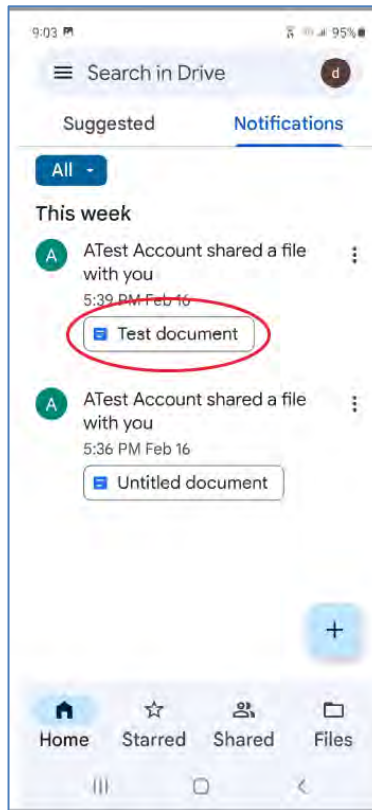 9:03 95%
Search in Drive d
Suggested Notifications
All
This week
A ATest Account shared a file
with you
5:39 PM Feb 16
Test document
A ATest Account shared a file
with you
5:36 PM Feb 16
Untitled document
+
Home Starred Shared Files